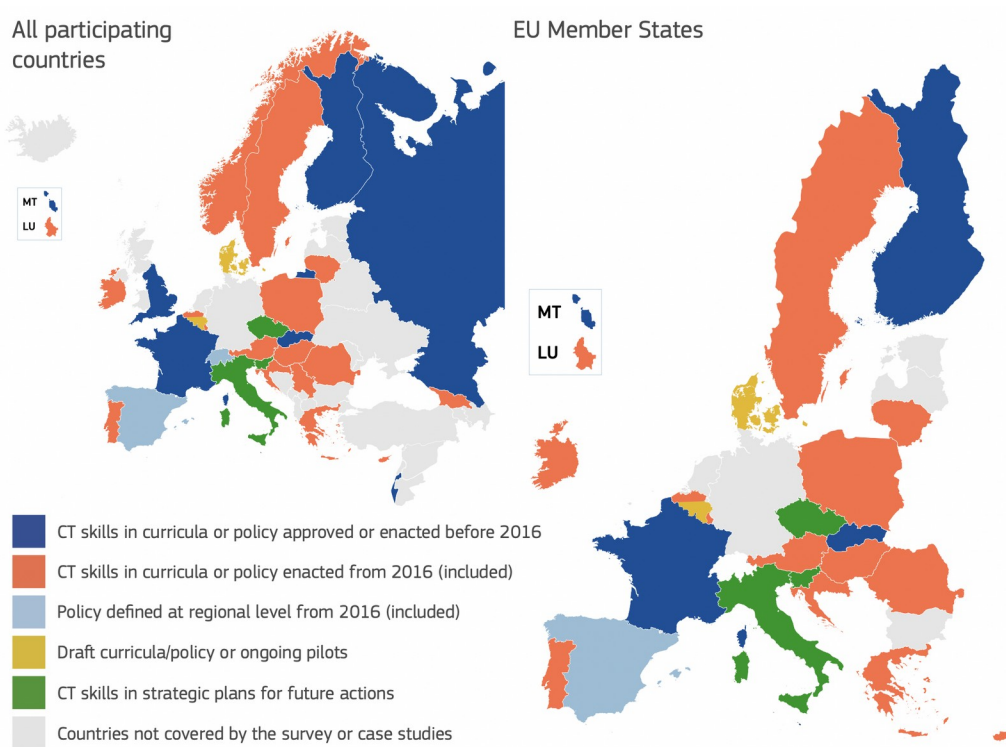 All participating
countries
EU Member States
MT
LU
MT
LU
CT skills in curricula or policy approved or enacted before 2016
CT skills in curricula or policy enacted from 2016 (included)
Policy defined at regional level from 2016 (included)
Draft curricula/policy or ongoing pilots
CT skills in strategic plans for future actions
Countries not covered by the survey or case studies